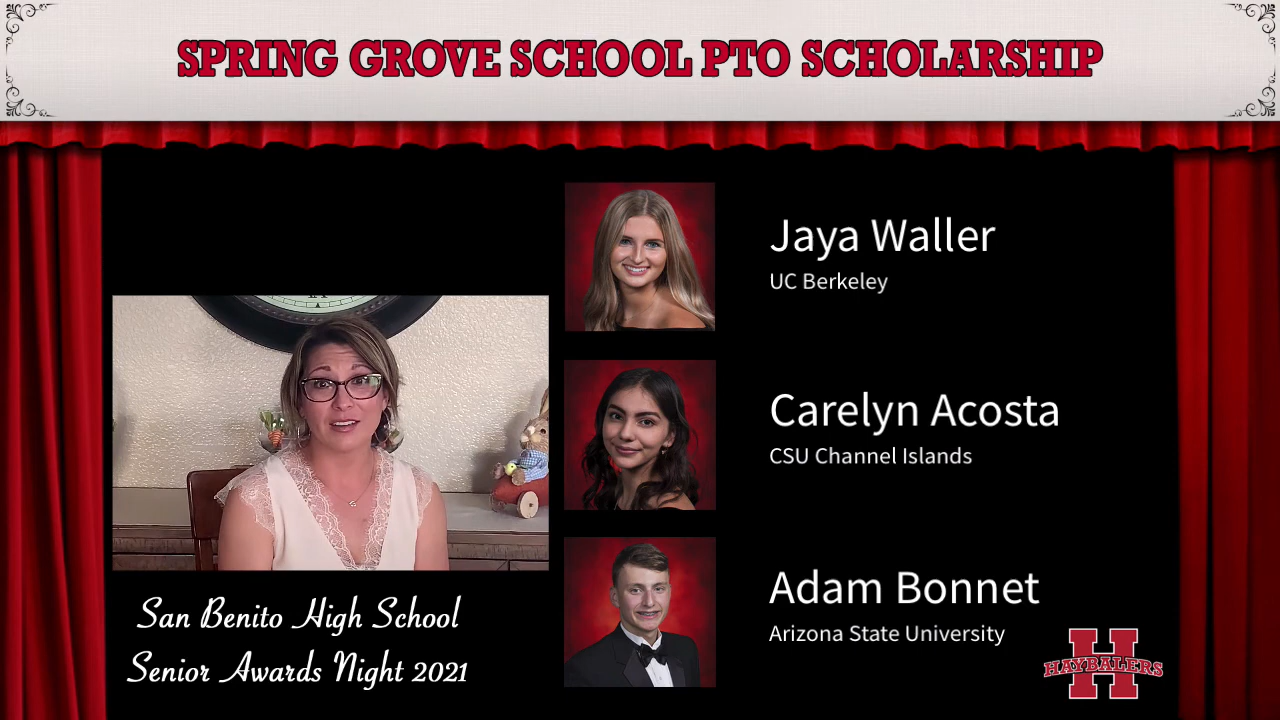 SPRING GROVE SCHOOL PTO SCHOLARSHIP
Jaya Waller
UC Berkeley
Carelyn Acosta
CSU Channel Islands
Adam Bonnet
Arizona State University
San Benito High School
Senior Awards Night 2021
H
HAYBALERS